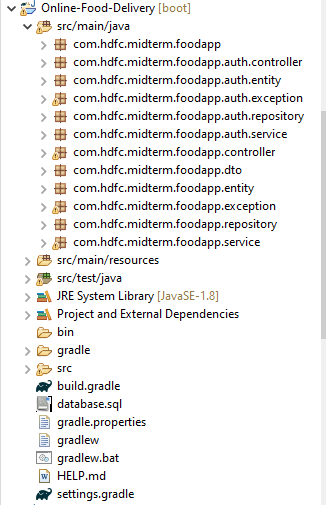 Online-Food-Delivery [boot]
src/main/java
com.hdfc.midterm.foodapp
com.hdfc.midterm.foodapp.auth.controller
com.hdfc.midterm.foodapp.auth.entity
com.hdfc.midterm.foodapp.auth.exception
com.hdfc.midterm.foodapp.auth.repository
com.hdfc.midterm.foodapp.auth.service
com.hdfc.midterm.foodapp.controller
com.hdfc.midterm.foodapp.dto
com.hdfc.midterm.foodapp.entity
com.hdfc.midterm.foodapp.exception
com.hdfc.midterm.foodapp.repository
com.hdfc.midterm.foodapp.service
src/main/resources
src/test/java
JRE System Library [JavaSE-1.8]
Project and External Dependencies
bin
gradle
src
build.gradle
database.sql
gradle.properties
gradlew
gradlew.bat
HELP.md
settings.gradle